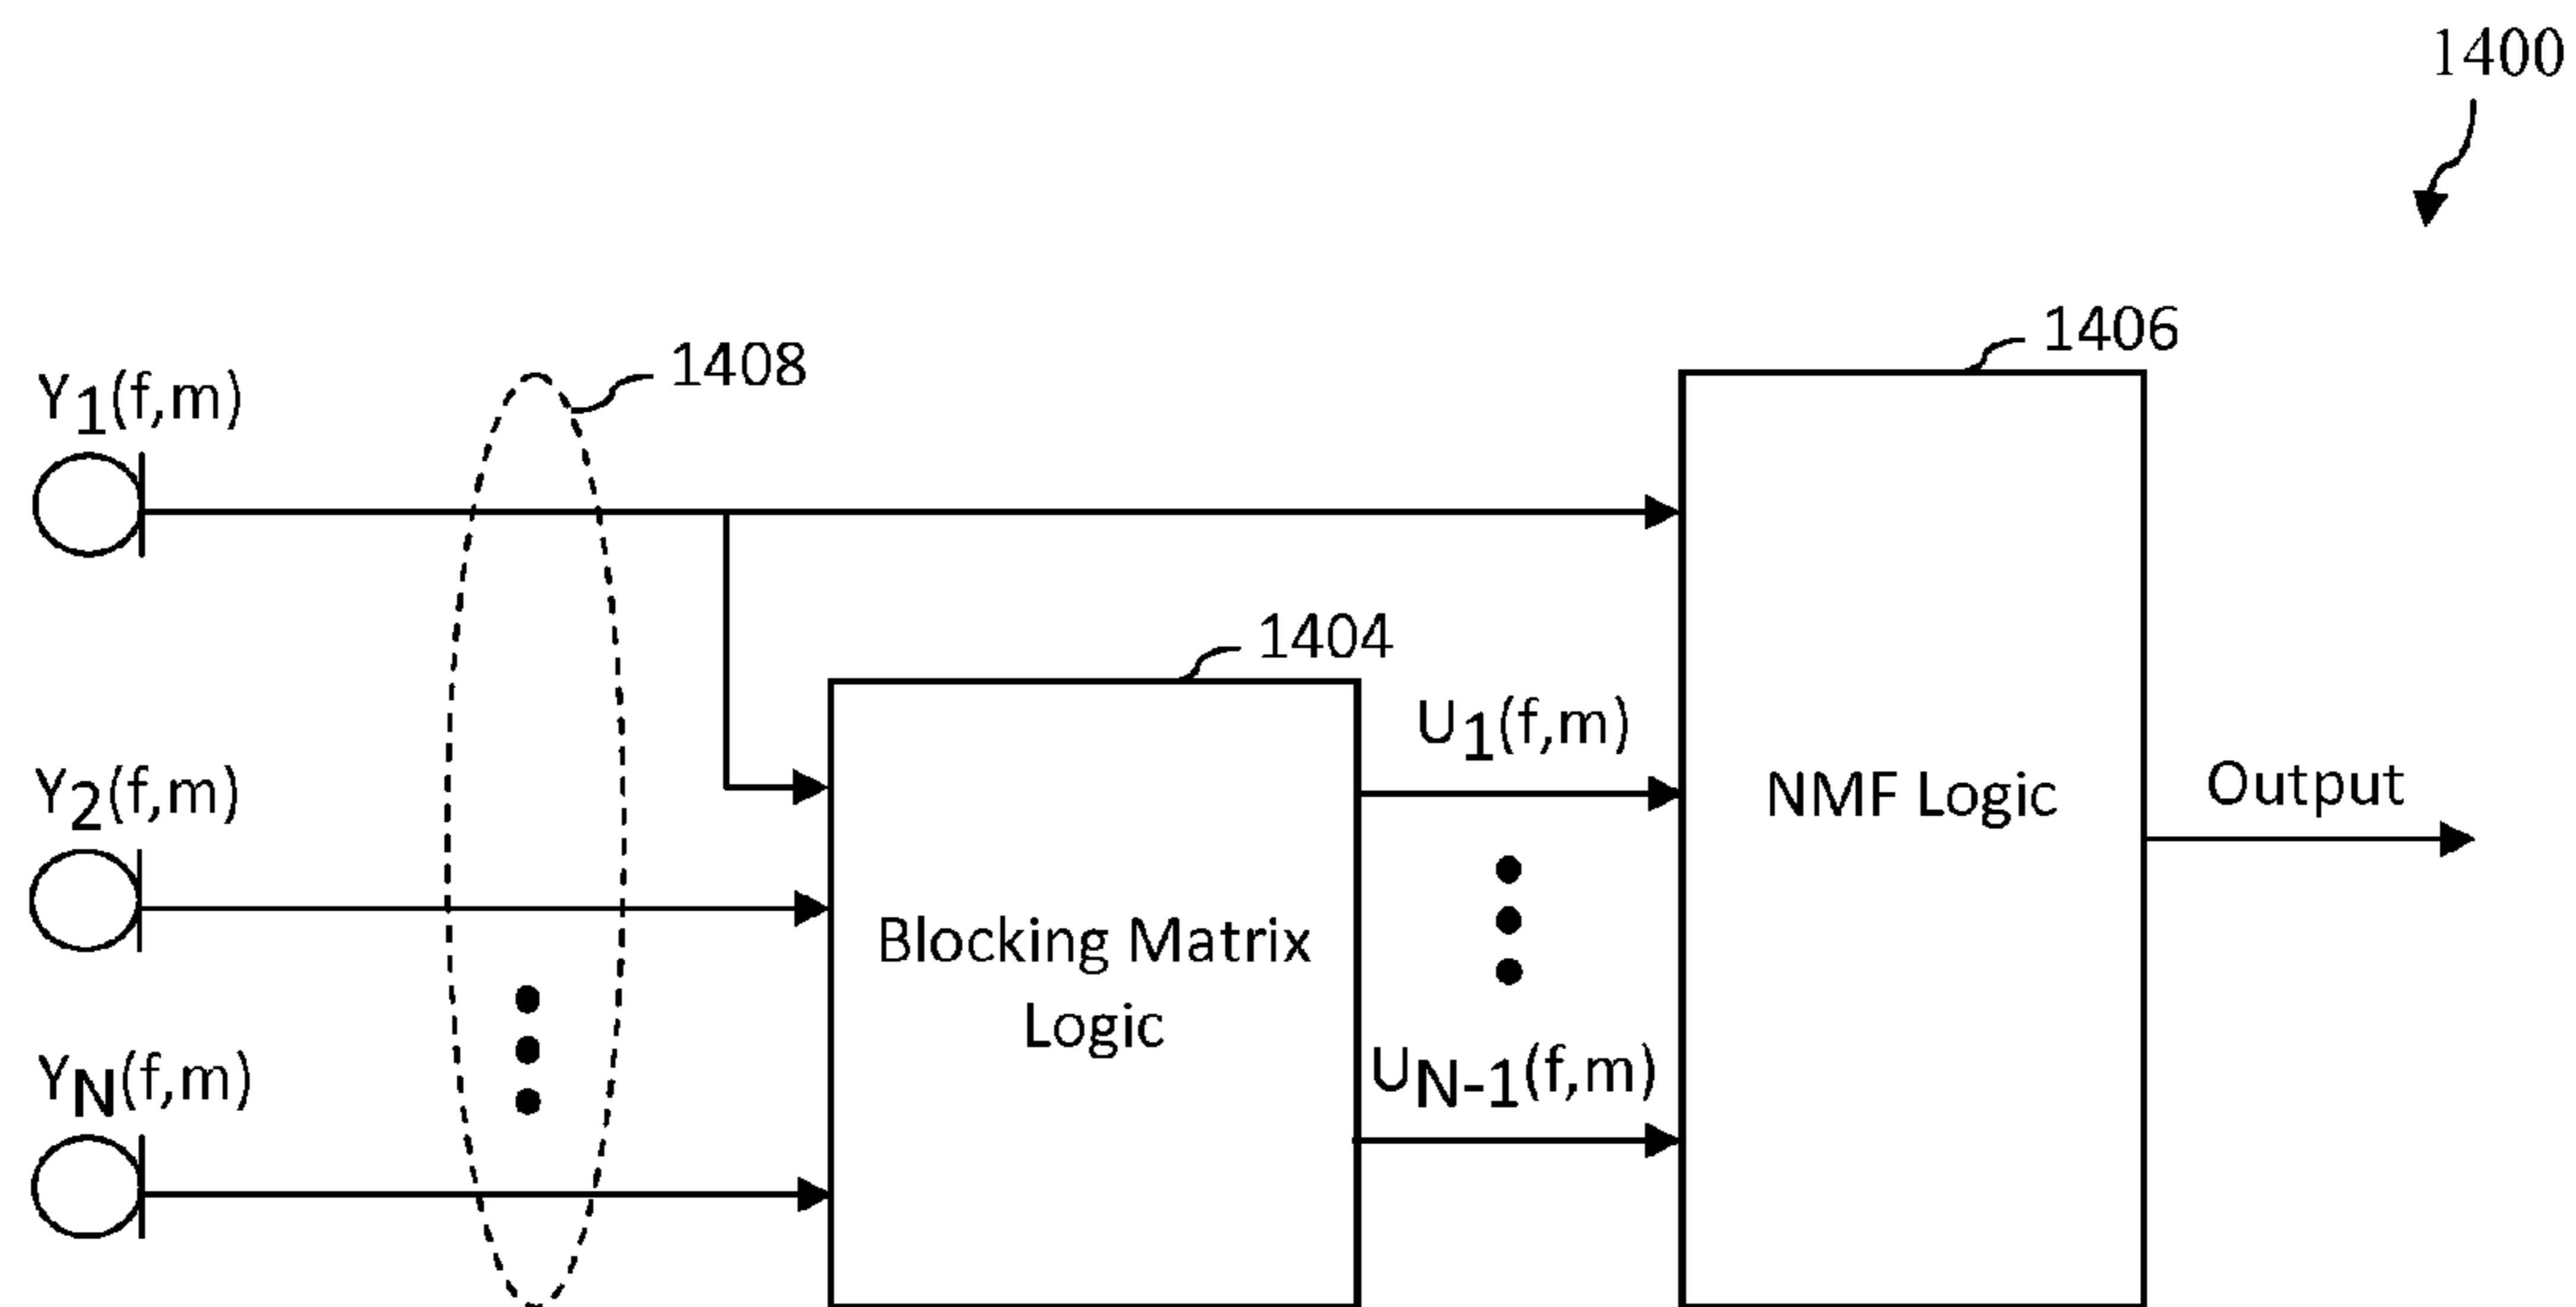 1400
1406
1408
Y1(f,m)
1404
U1(f,m)
Y2(f,m)
NMF Logic
Output
Blocking Matrix
Logic
UN-1(f,m)
YN(f,m)